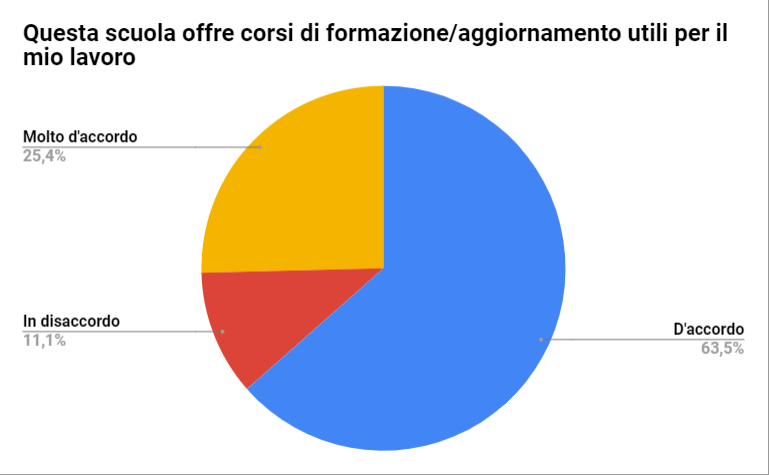 Questa scuola offre corsi di formazione/aggiornamento utili per il
mio lavoro
Molto d'accordo
25,4%
In disaccordo
11,1%
D'accordo
63,5%